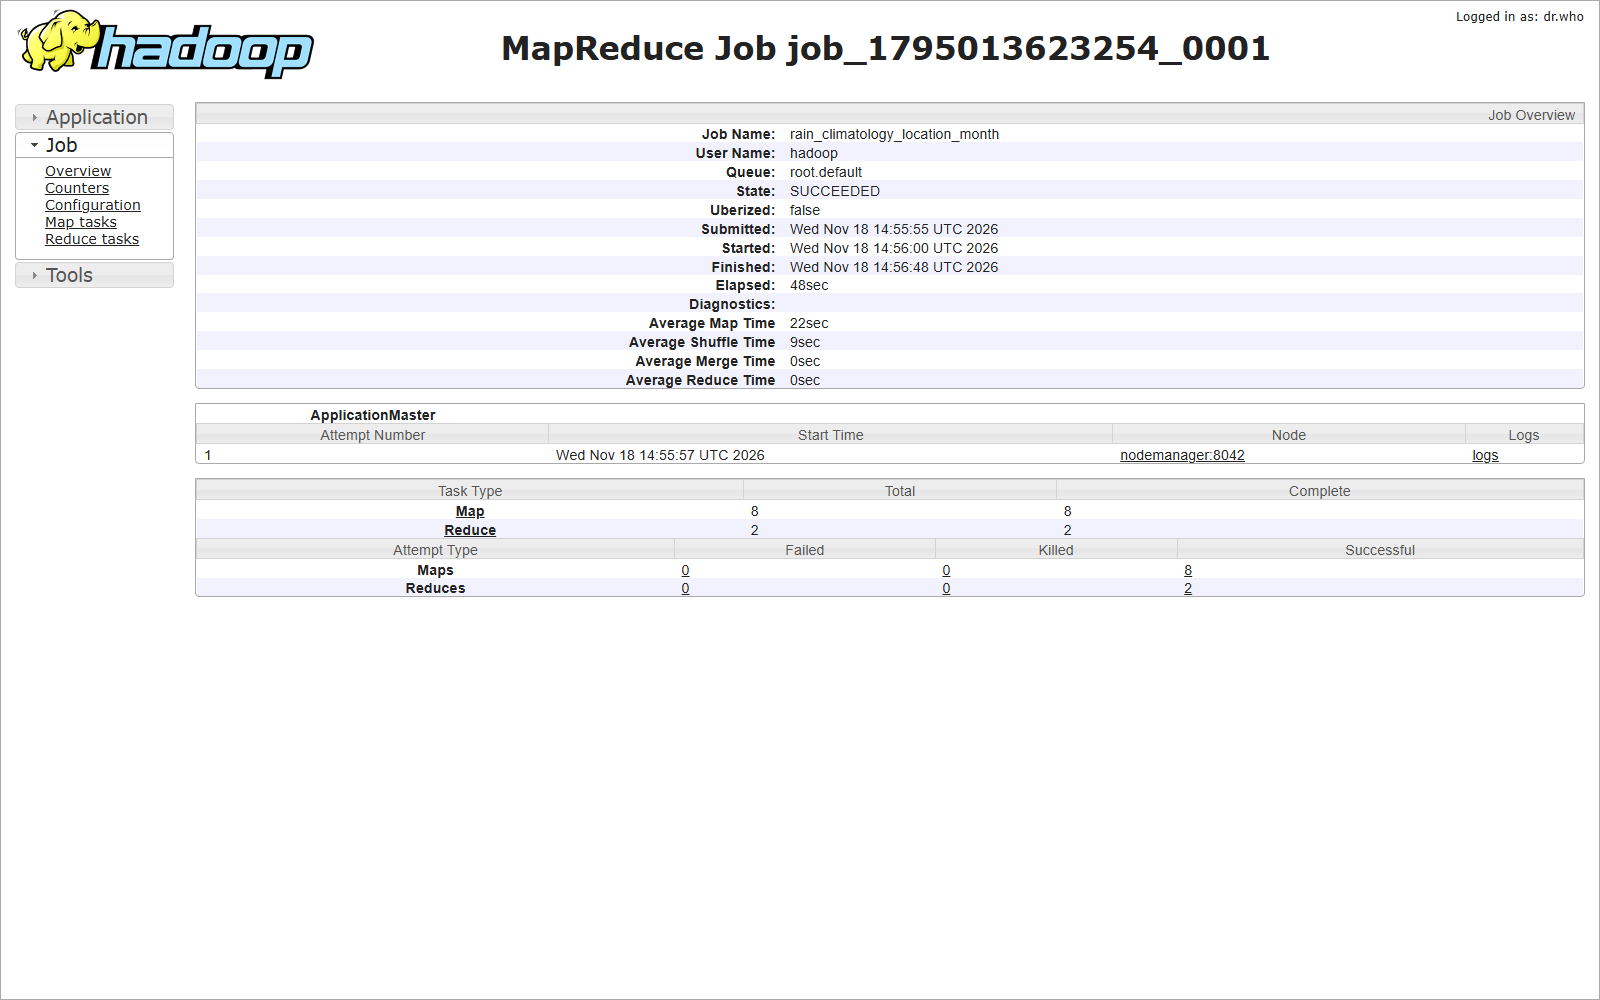 Logged in as: dr.who
hadoop
MapReduce Job job_1795013623254_0001
Application
Job
Overview
Counters
Configuration
Map tasks
Reduce tasks
Tools
Job Overview
Job Name: rain_climatology_location_month
User Name: hadoop
Queue: root.default
State: SUCCEEDED
Uberized: false
Submitted: Wed Nov 18 14:55:55 UTC 2026
Started: Wed Nov 18 14:56:00 UTC 2026
Finished: Wed Nov 18 14:56:48 UTC 2026
Elapsed: 48sec
Diagnostics:
Average Map Time 22sec
Average Shuffle Time 9sec
Average Merge Time 0sec
Average Reduce Time 0sec
ApplicationMaster
Attempt Number Start Time Node Logs
1 Wed Nov 18 14:55:57 UTC 2026 nodemanager:8042 logs
Task Type Total Complete
Map 8 8
Reduce 2 2
Attempt Type Failed Killed Successful
Maps 0 0 8
Reduces 0 0 2